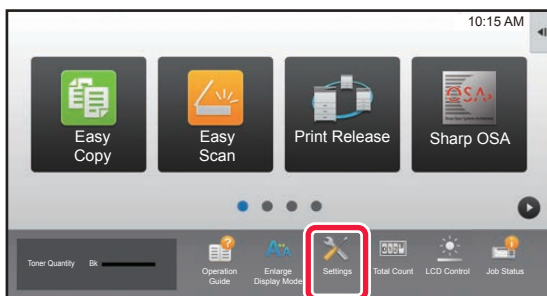 10:15 AM
Easy
Copy
Easy
Scan
Print Release
OSA
Sharp OSA
Toner Quantity Bk
Operation
Guide
Enlarge
Display Mode
Settings
Total Count
LCD Control
Job Status